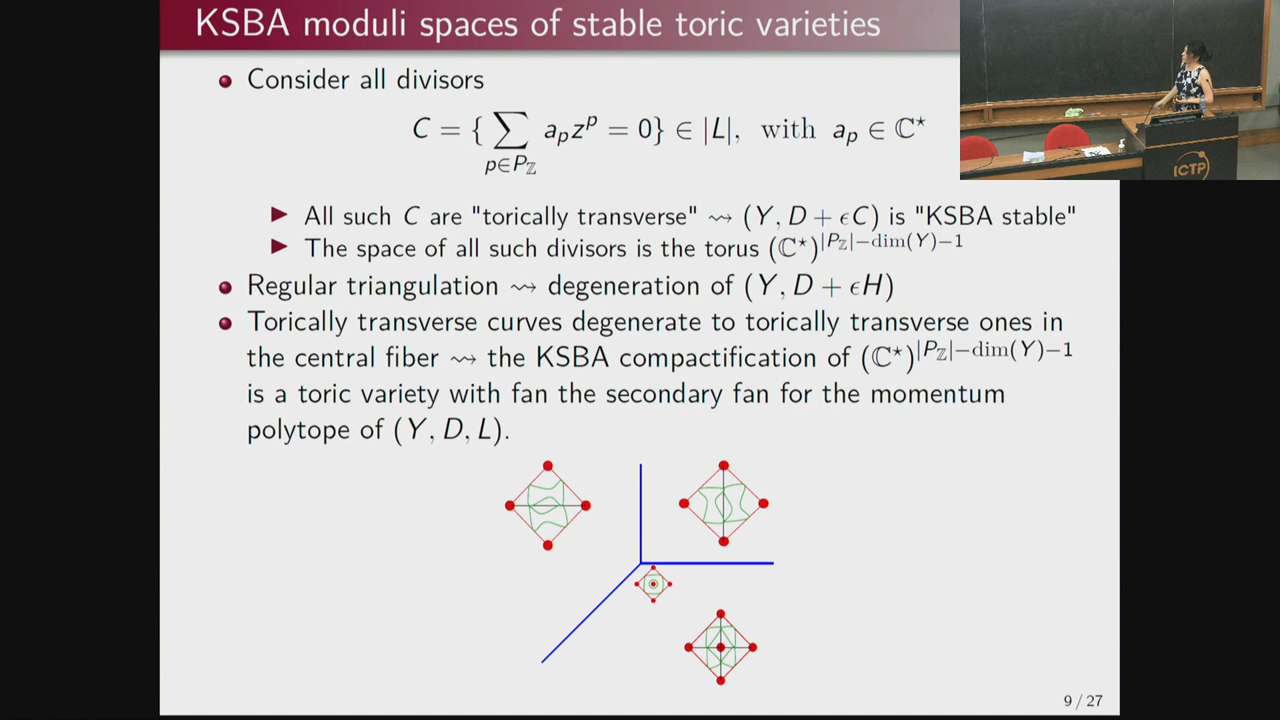 KSBA moduli spaces of stable toric varieties
Consider all divisors
C = { ∑_{p∈P_ℤ} a_p z^p = 0} ∈ |L|, with a_p ∈ ℂ*
▶ All such C are "torically transverse" ⇝ (Y, D + ϵC) is "KSBA stable"
▶ The space of all such divisors is the torus (ℂ*)^{|P_ℤ|−dim(Y)−1}
Regular triangulation ⇝ degeneration of (Y, D + ϵH)
Torically transverse curves degenerate to torically transverse ones in
the central fiber ⇝ the KSBA compactification of (ℂ*)^{|P_ℤ|−dim(Y)−1}
is a toric variety with fan the secondary fan for the momentum
polytope of (Y, D, L).
ICTP
9 / 27